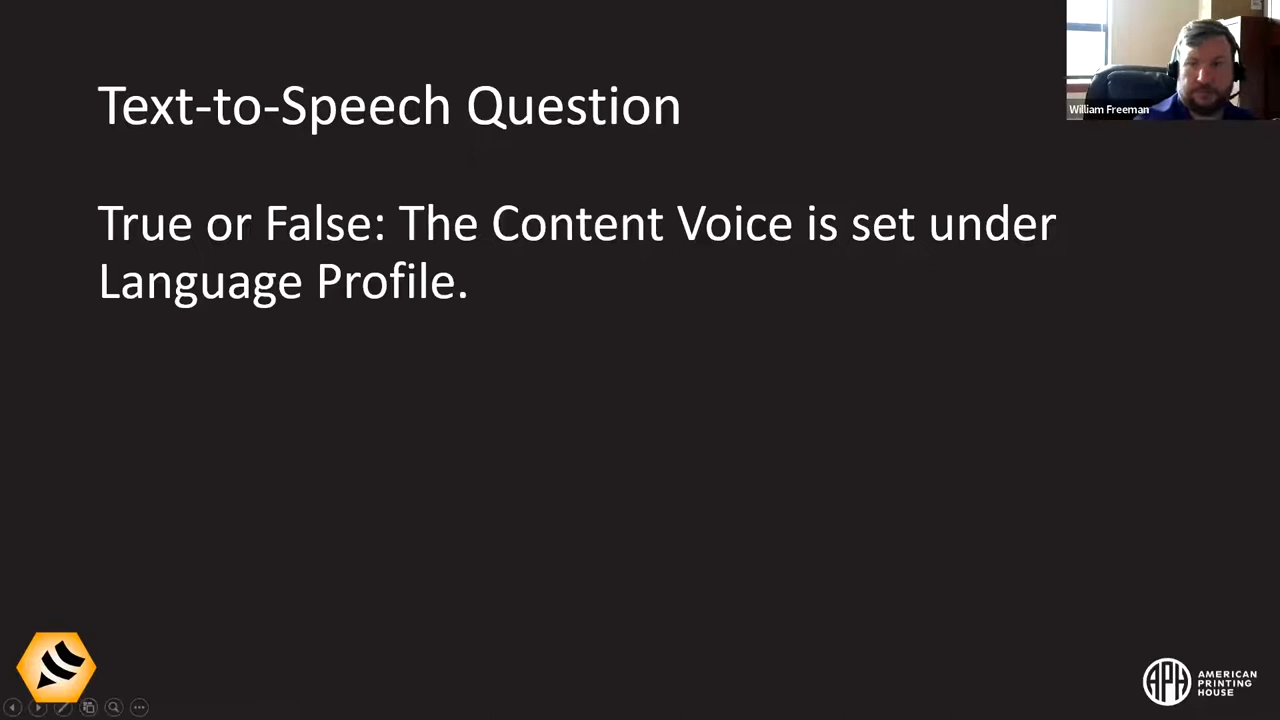 Text-to-Speech Question
William Freeman
True or False: The Content Voice is set under
Language Profile.
APH
AMERICAN
PRINTING
HOUSE